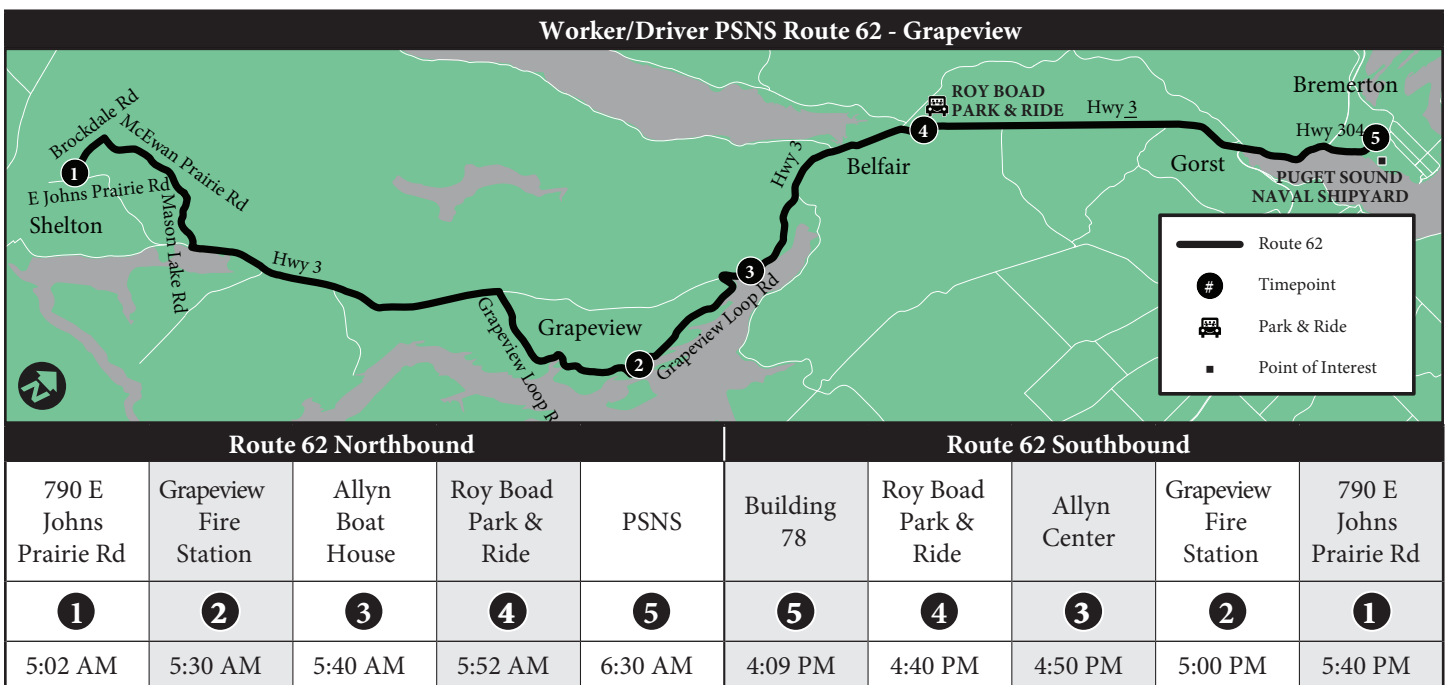 Worker/Driver PSNS Route 62 - Grapeview
Bremerton
ROY BOAD
PARK & RIDE
Hwy 3
Hwy 304
5
4
Brockdale Rd
McEwan Prairie Rd
1
E Johns Prairie Rd
Mason Lake Rd
Shelton
Hwy 3
Belfair
Gorst
PUGET SOUND
NAVAL SHIPYARD
Hwy 3
3
Grapeview Loop Rd
Grapeview
2
Grapeview Loop R
N
Route 62
# Timepoint
Park & Ride
Point of Interest
Route 62 Northbound
790 E
Johns
Prairie Rd
Grapeview
Fire
Station
Allyn
Boat
House
Roy Boad
Park &
Ride
PSNS
1 2 3 4 5
5:02 AM 5:30 AM 5:40 AM 5:52 AM 6:30 AM
Route 62 Southbound
Building
78
Roy Boad
Park &
Ride
Allyn
Center
Grapeview
Fire
Station
790 E
Johns
Prairie Rd
5 4 3 2 1
4:09 PM 4:40 PM 4:50 PM 5:00 PM 5:40 PM